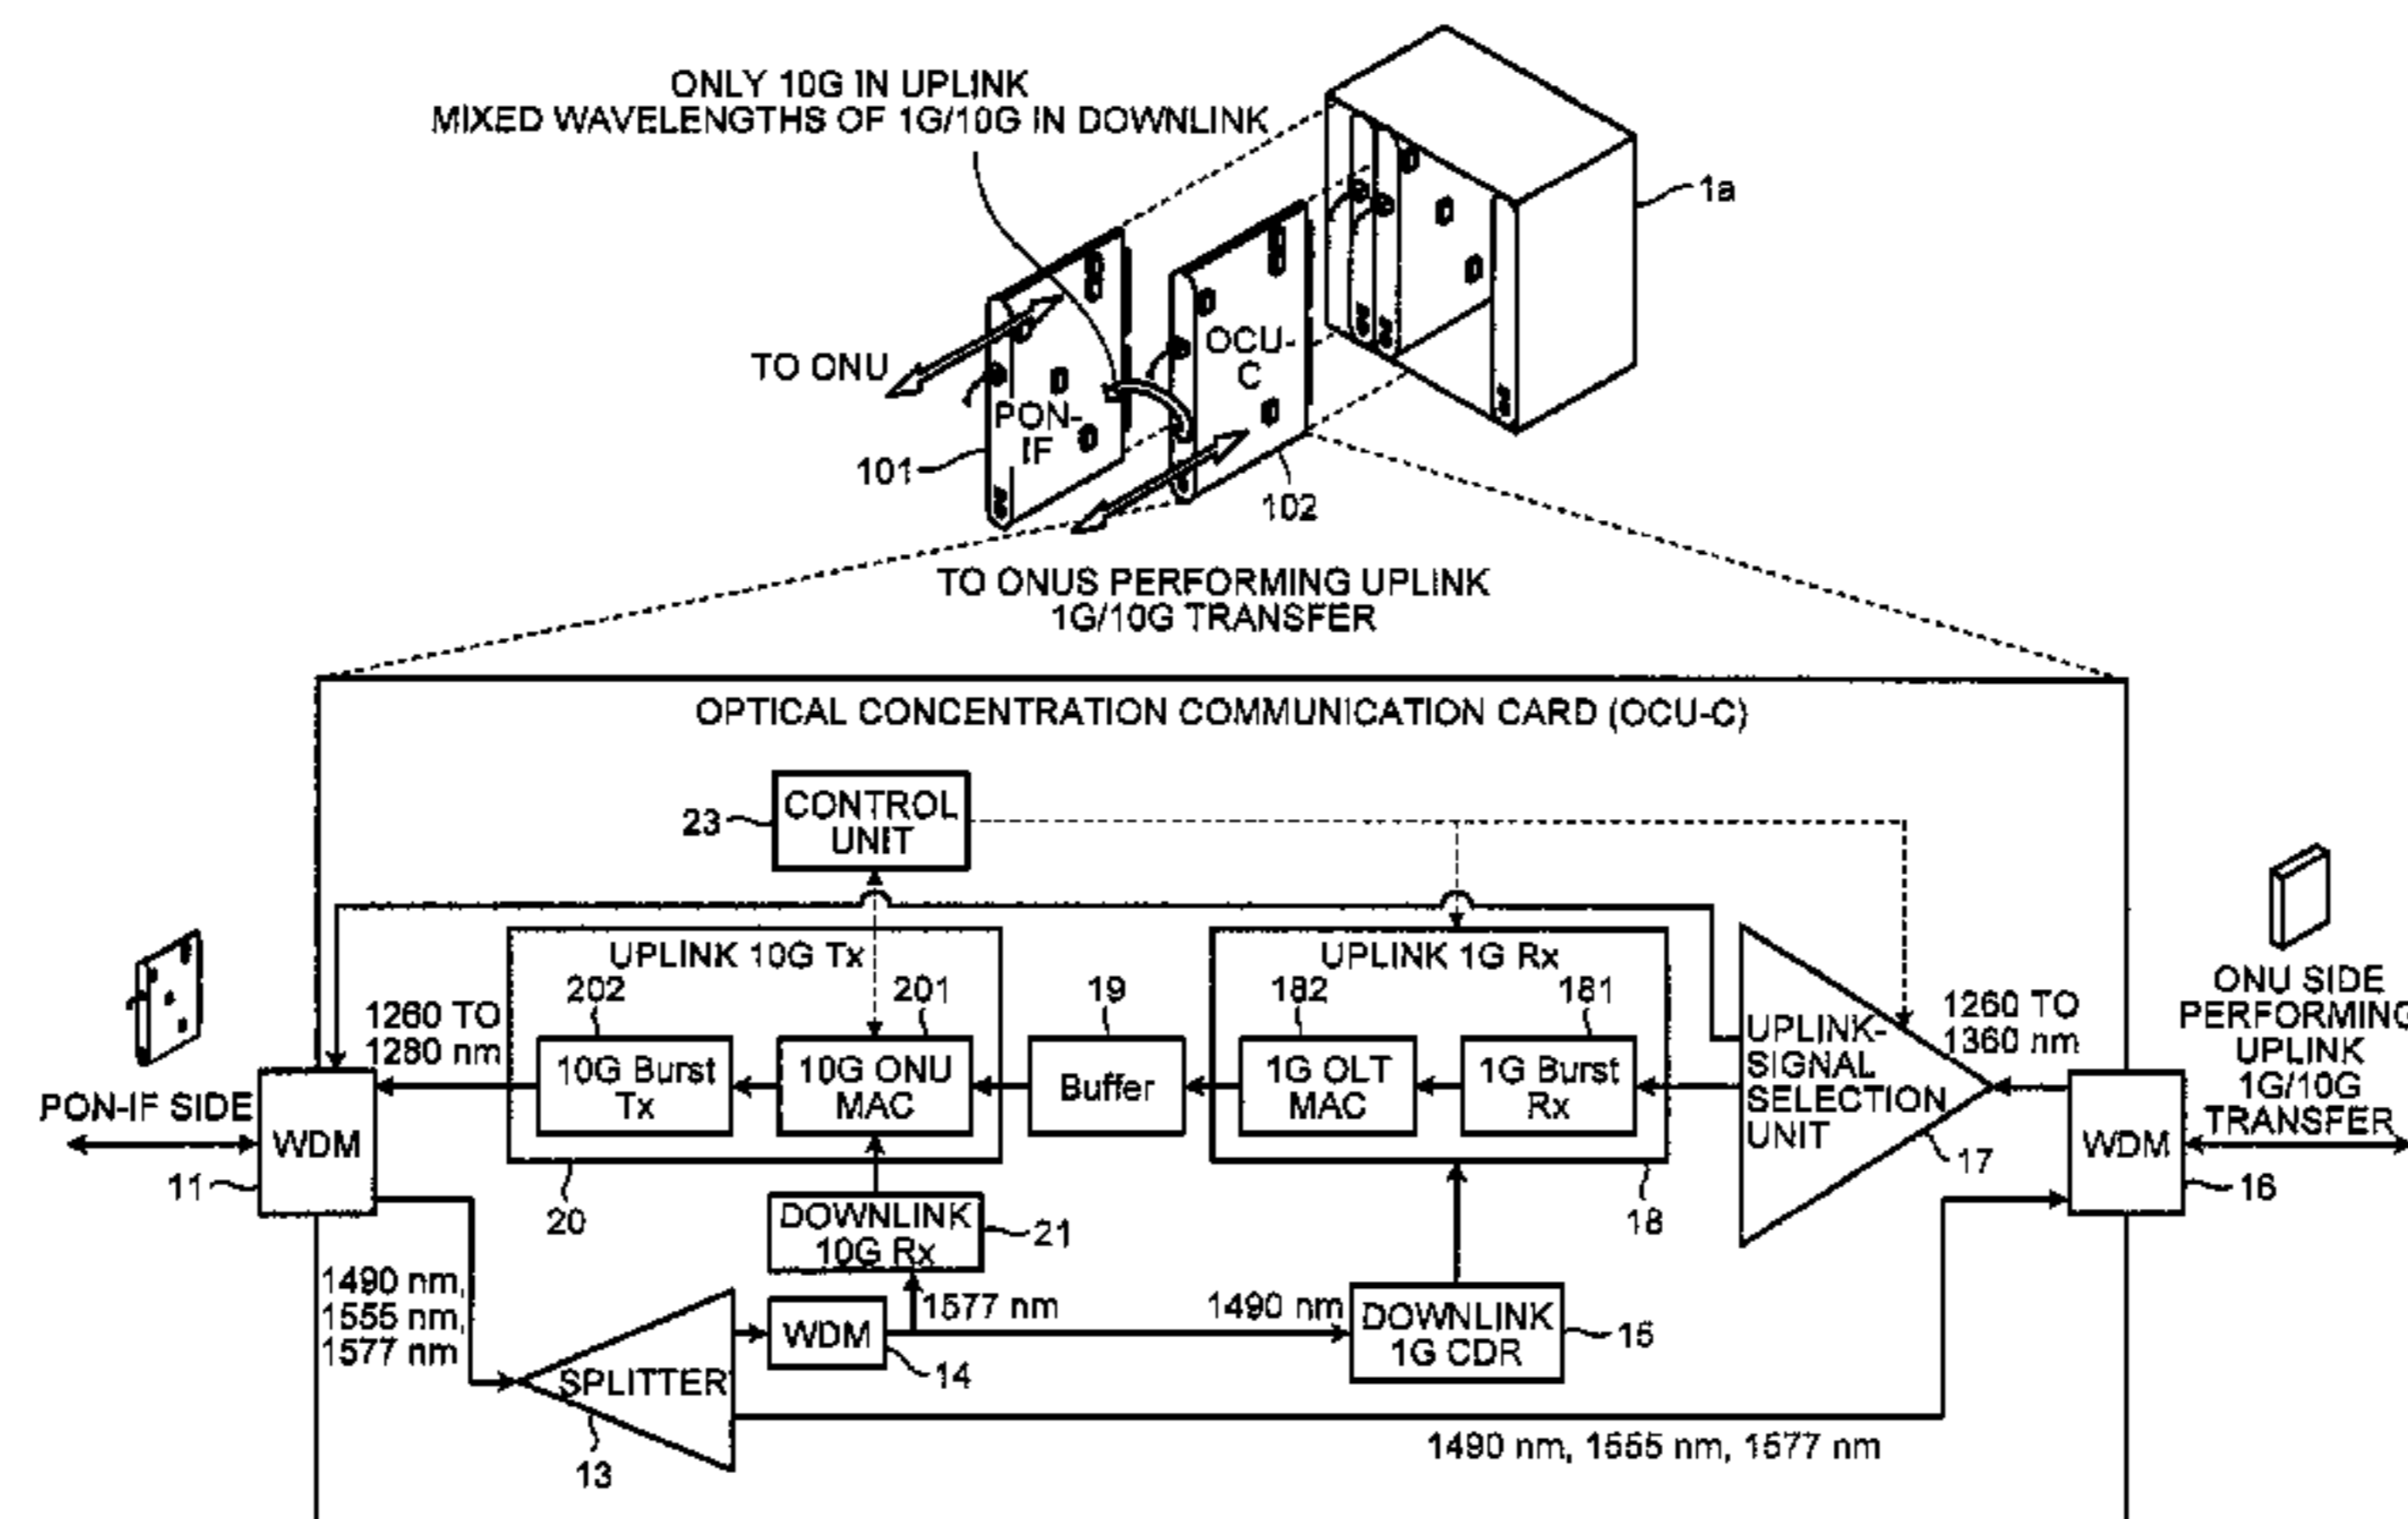 ONLY 10G IN UPLINK
MIXED WAVELENGTHS OF 1G/10G IN DOWNLINK
1a
TO ONU
OCU-
C
PON-
IF
101
102
TO ONUS PERFORMING UPLINK
1G/10G TRANSFER
OPTICAL CONCENTRATION COMMUNICATION CARD (OCU-C)
23
CONTROL
UNIT
UPLINK 10G Tx
UPLINK 1G Rx
202
201
19
182
181
1260 TO
1280 nm
10G Burst
Tx
10G ONU
MAC
Buffer
1G OLT
MAC
1G Burst
Rx
UPLINK-
SIGNAL
SELECTION
UNIT
1260 TO
1360 nm
ONU SIDE
PERFORMING
UPLINK
1G/10G
TRANSFER
PON-IF SIDE
WDM
11
WDM
16
17
20
DOWNLINK
10G Rx
21
18
1490 nm,
1555 nm,
1577 nm
1577 nm
1490 nm
WDM
14
DOWNLINK
1G CDR
15
SPLITTER
13
1490 nm, 1555 nm, 1577 nm